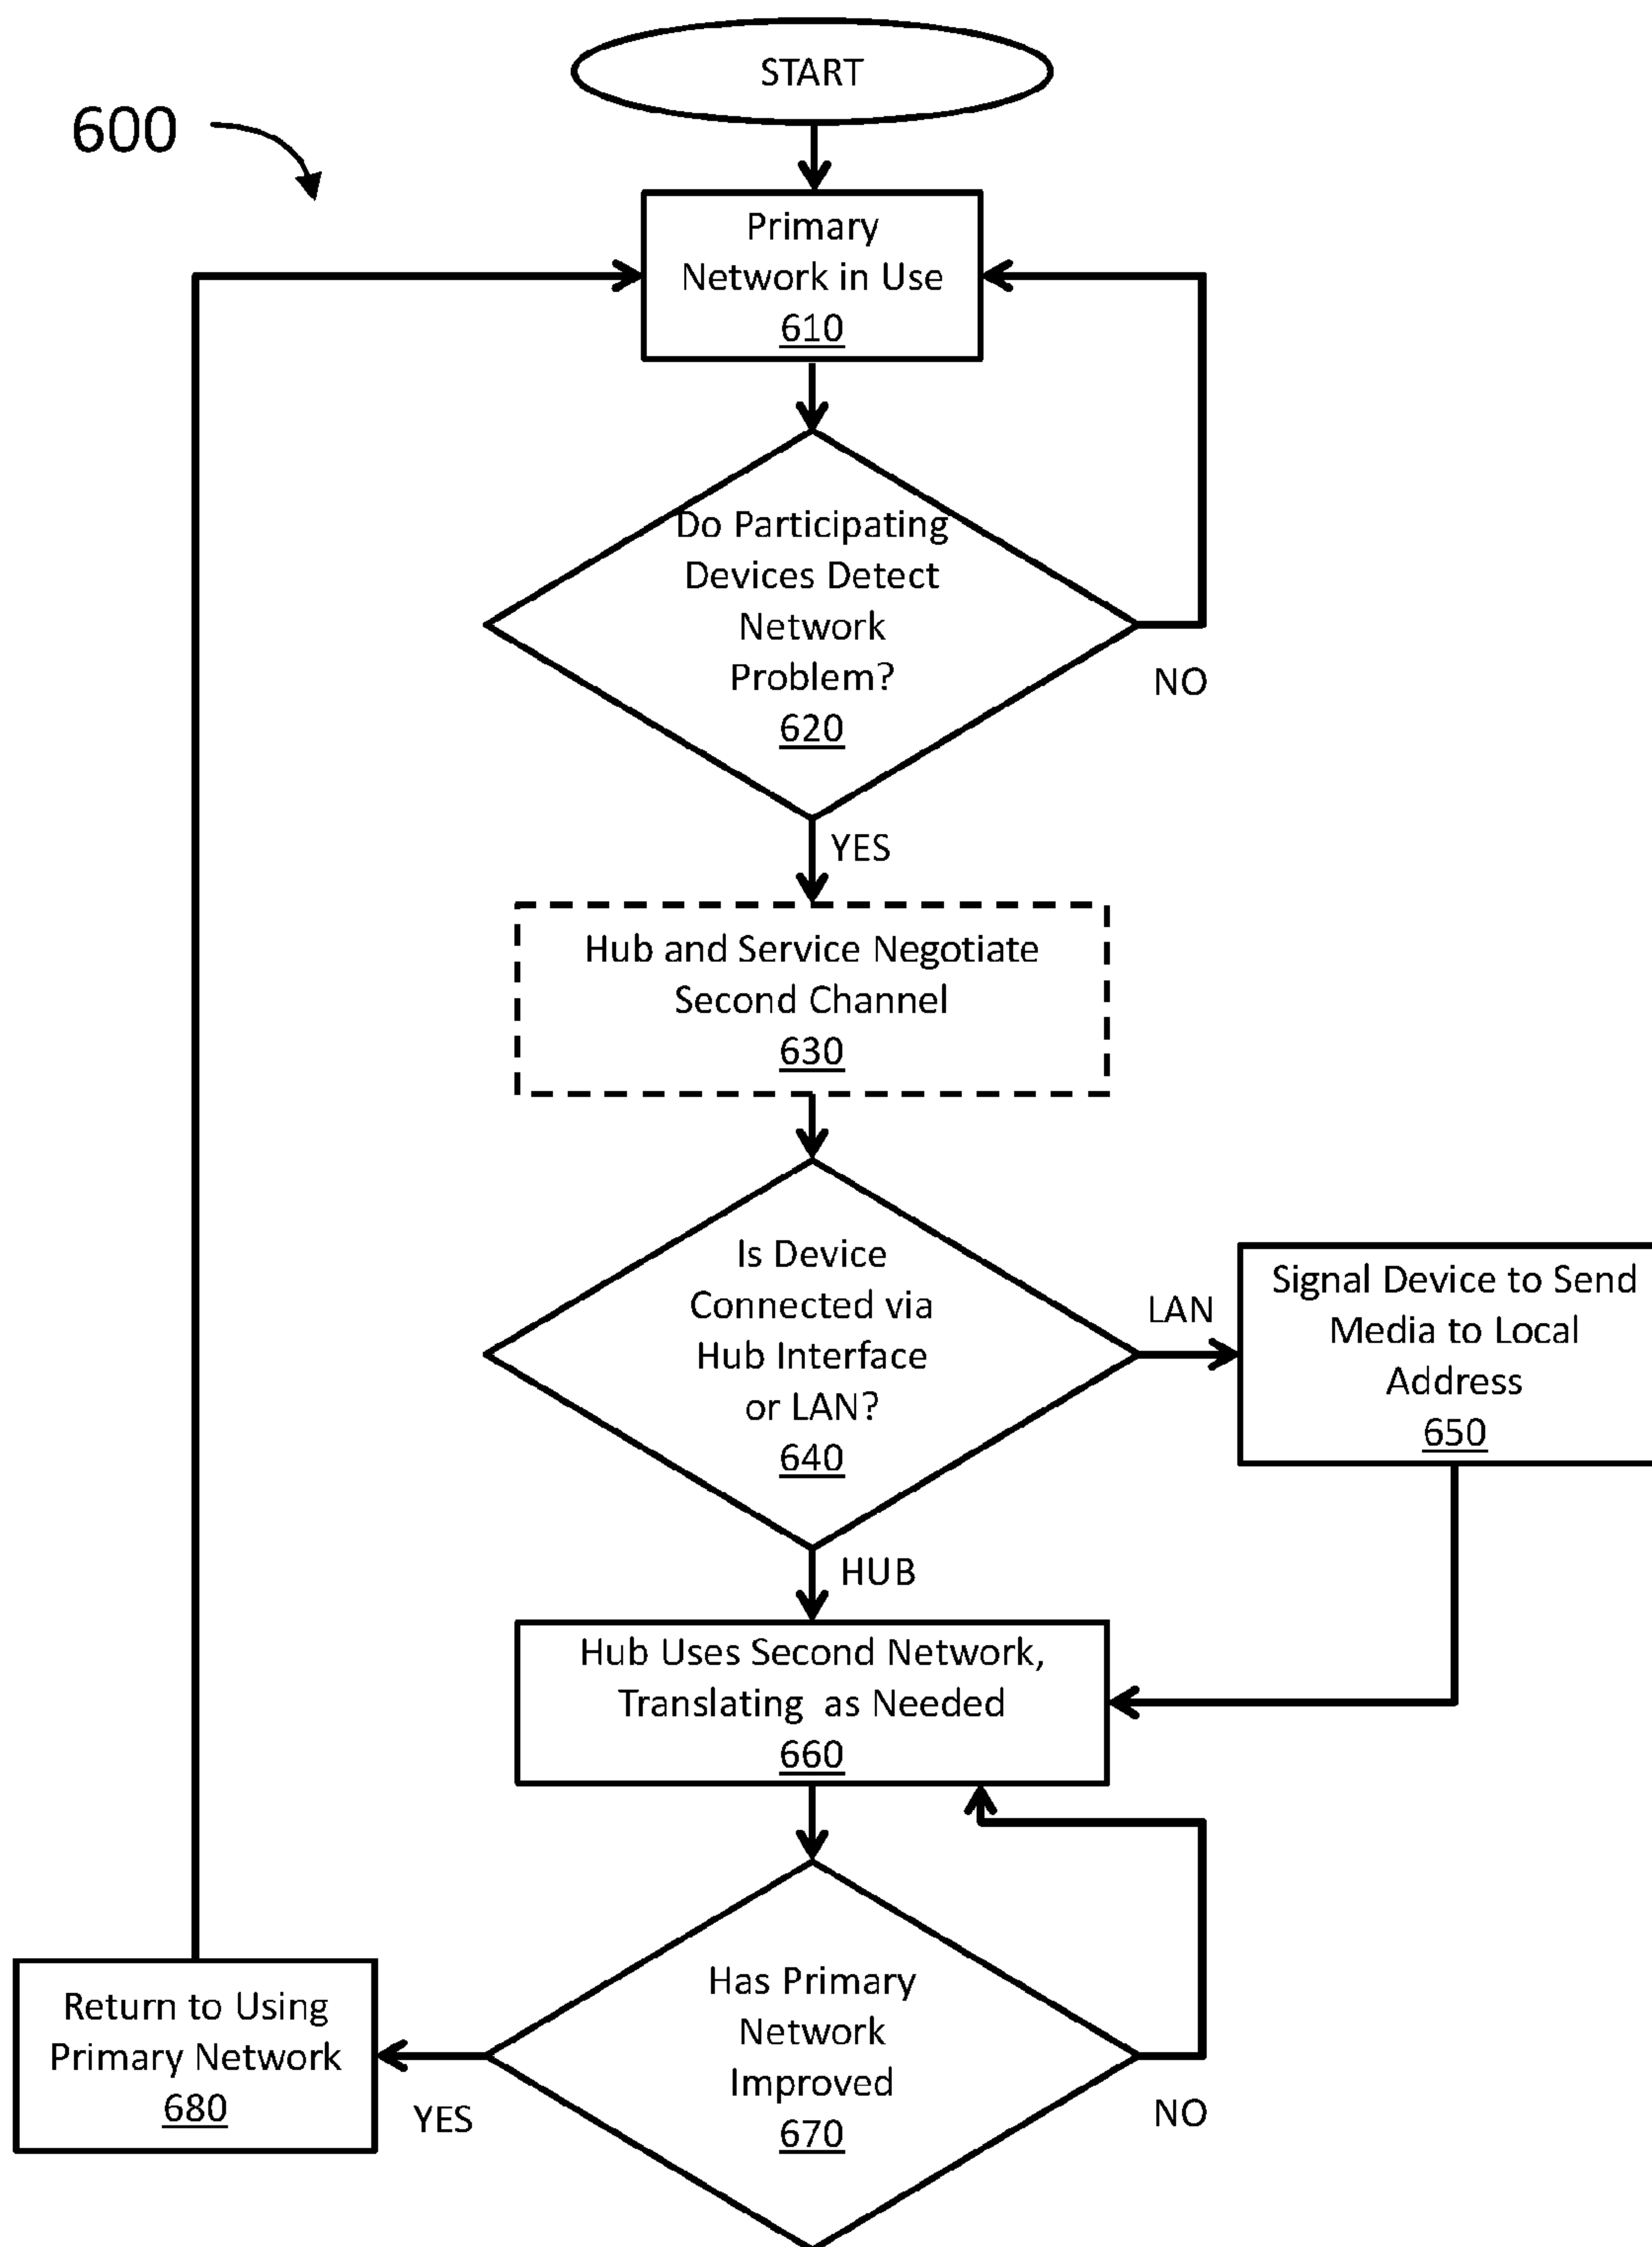 START
600
Primary
Network in Use
610
Do Participating
Devices Detect
Network
Problem?
620
NO
YES
Hub and Service Negotiate
Second Channel
630
Is Device
Connected via
Hub Interface
or LAN?
640
LAN
Signal Device to Send
Media to Local
Address
650
HUB
Hub Uses Second Network,
Translating as Needed
660
Has Primary
Network
Improved
670
NO
YES
Return to Using
Primary Network
680